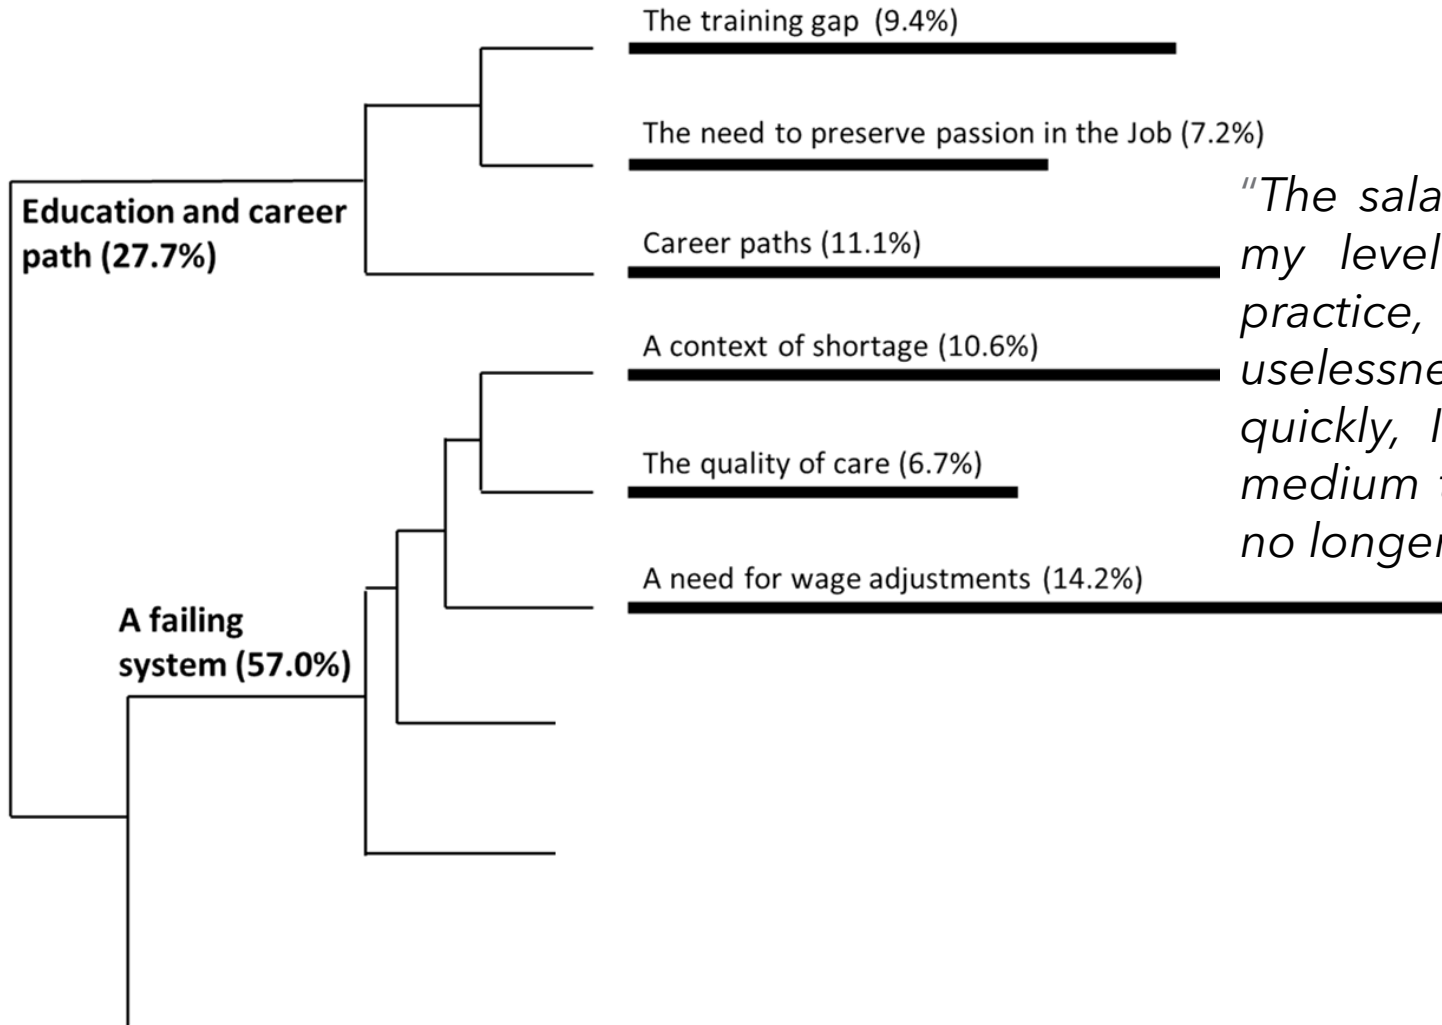 The training gap (9.4%)
The need to preserve passion in the Job (7.2%)
Education and career
path (27.7%)
Career paths (11.1%)
A context of shortage (10.6%)
The quality of care (6.7%)
A need for wage adjustments (14.2%)
A failing
system (57.0%)
"The sala
my level
practice,
uselessne
quickly, I
medium
no longer